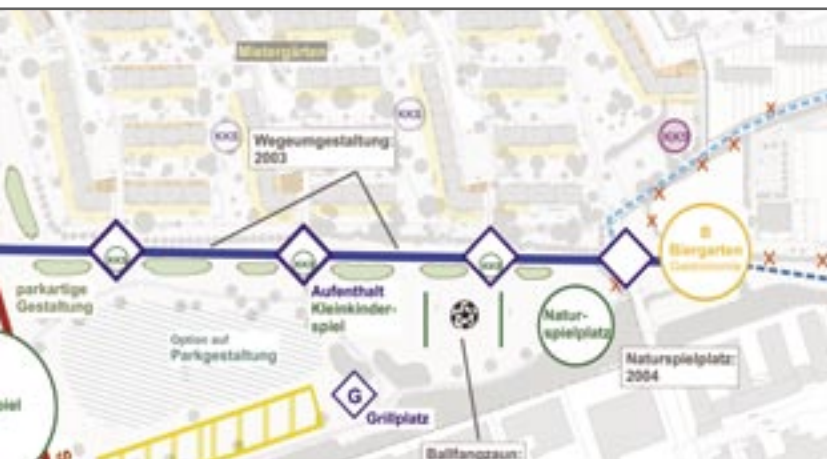 Mietergärten
KKS
KKS
KKS
Wegeumgestaltung:
2003
KKS
KKS
KKS
B
Biergarten
Gastronomie
parkartige
Gestaltung
Aufenthalt
Kleinkinder-
spiel
Natur-
spielplatz
Option auf
Parkgestaltung
Naturspielplatz:
2004
G
Grillplatz
piel
Ballfangzaun: